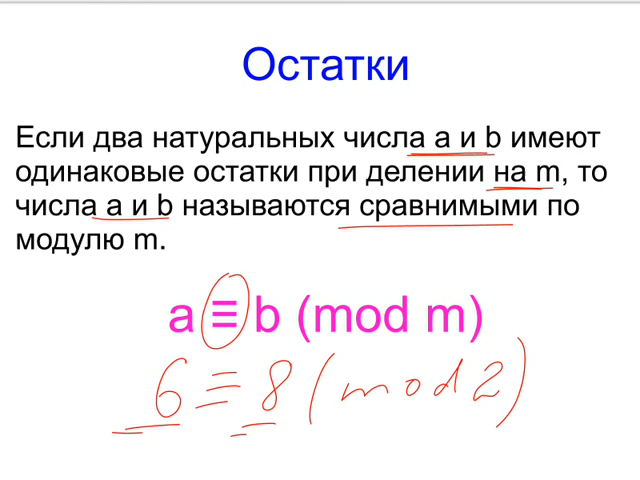 Остатки
Если два натуральных числа a и b имеют
одинаковые остатки при делении на m, то
числа a и b называются сравнимыми по
модулю m.
a ≡ b (mod m)
6 ≡ 8 (mod 2)